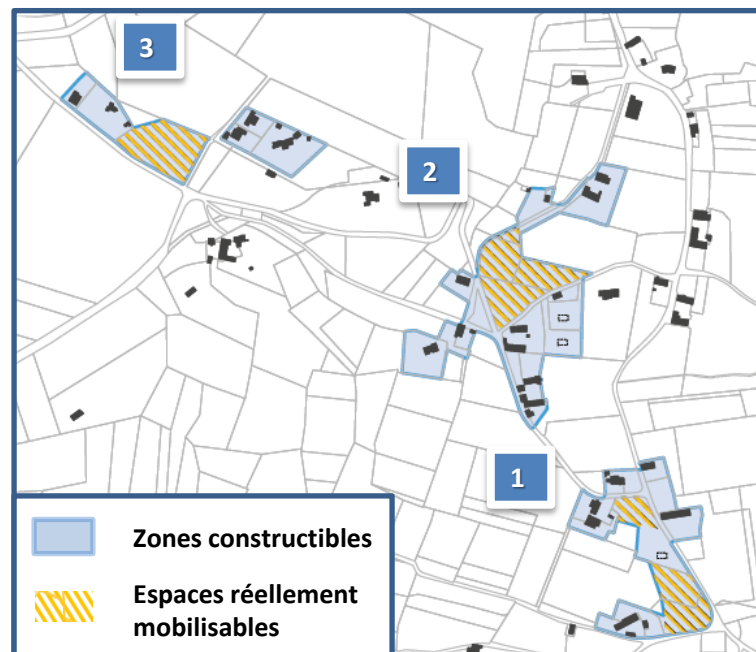 3
2
1
Zones constructibles
Espaces réellement
mobilisables